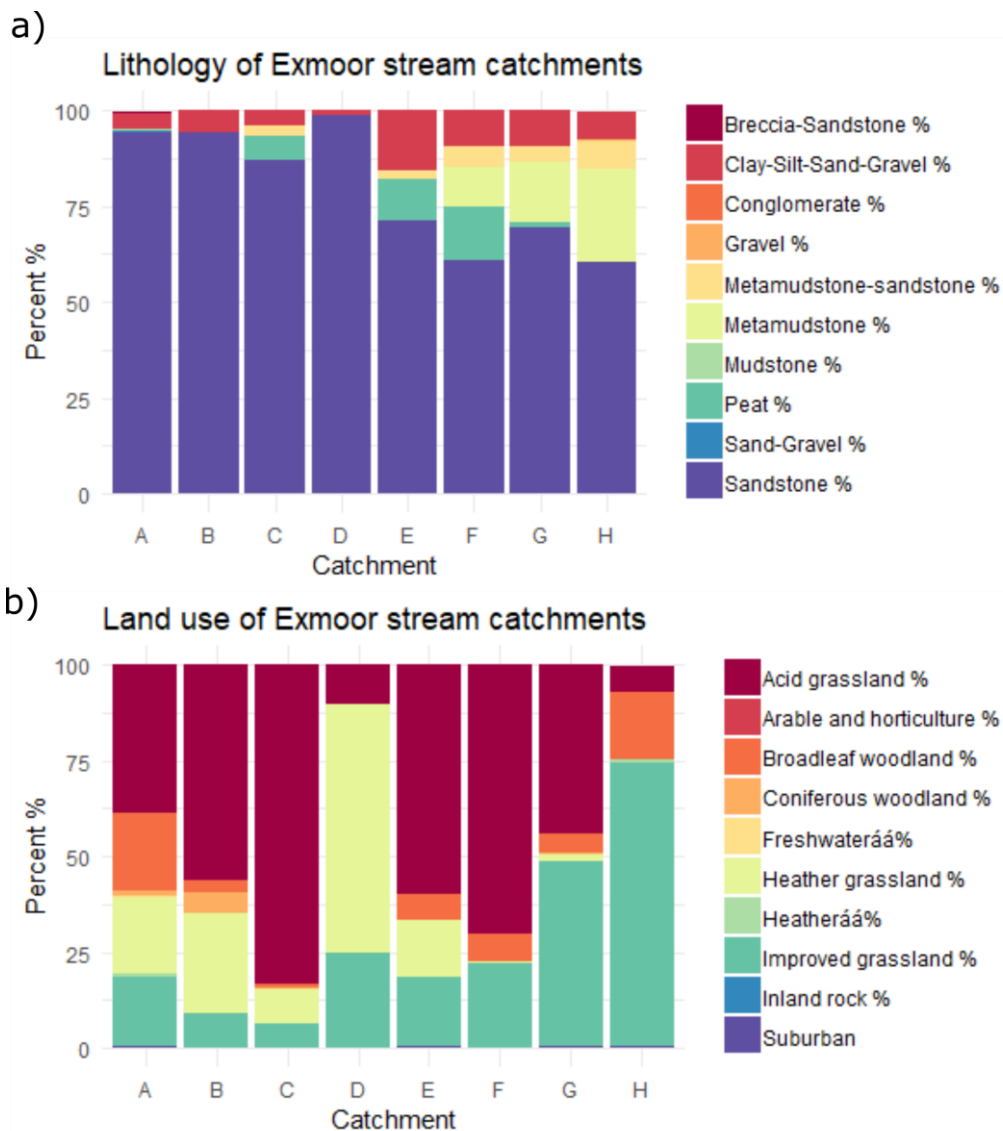 a)
Lithology of Exmoor stream catchments
100
75
50
25
0
Percent %
A B C D E F G H
Catchment
Breccia-Sandstone %
Clay-Silt-Sand-Gravel %
Conglomerate %
Gravel %
Metamudstone-sandstone %
Metamudstone %
Mudstone %
Peat %
Sand-Gravel %
Sandstone %
b)
Land use of Exmoor stream catchments
100
75
50
25
0
Percent %
A B C D E F G H
Catchment
Acid grassland %
Arable and horticulture %
Broadleaf woodland %
Coniferous woodland %
Freshwateráá%
Heather grassland %
Heatheráá%
Improved grassland %
Inland rock %
Suburban